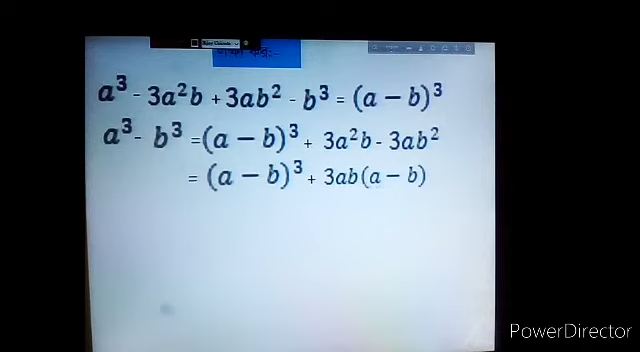 a³ - 3a²b + 3ab² - b³ = (a − b)³
a³ - b³ = (a − b)³ + 3a²b - 3ab²
= (a − b)³ + 3ab(a − b)
PowerDirector